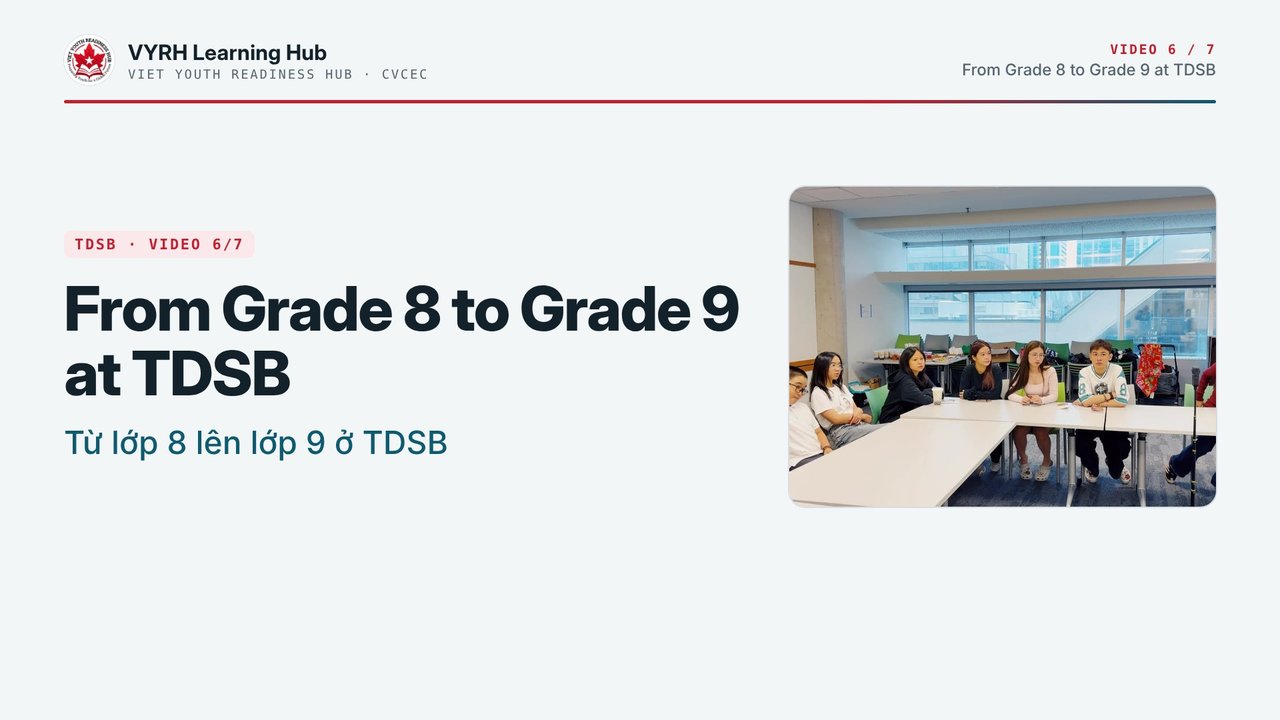 VYRH Learning Hub
VIET YOUTH READINESS HUB · CVCEC
VIDEO 6 / 7
From Grade 8 to Grade 9 at TDSB
TDSB · VIDEO 6/7
From Grade 8 to Grade 9
at TDSB
Từ lớp 8 lên lớp 9 ở TDSB